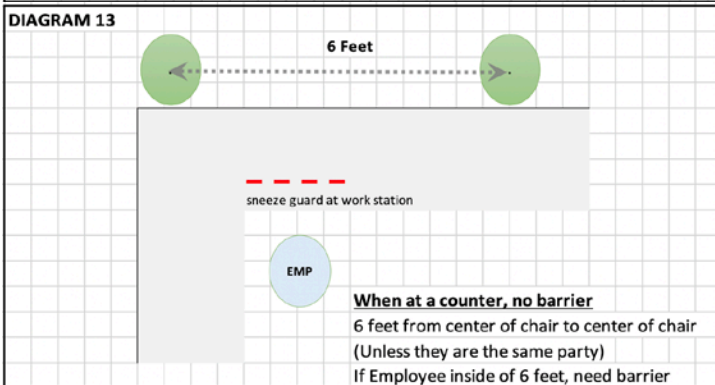 DIAGRAM 13
6 Feet
sneeze guard at work station
EMP
When at a counter, no barrier
6 feet from center of chair to center of chair
(Unless they are the same party)
If Employee inside of 6 feet, need barrier